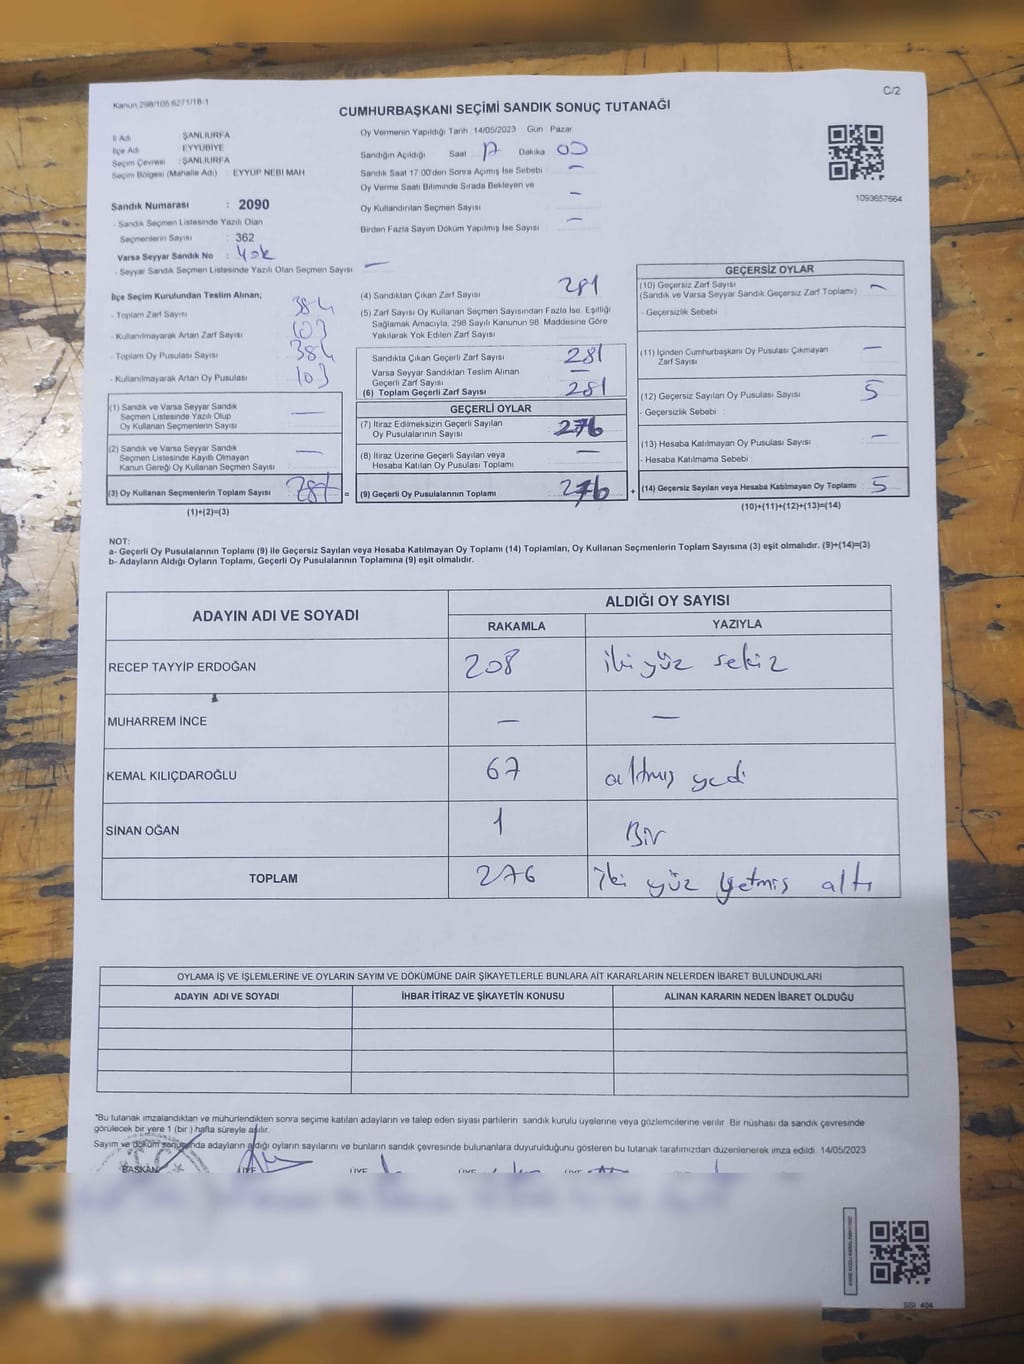 Kanun 298/105 6271/18-1
C/2
CUMHURBAŞKANI SEÇİMİ SANDIK SONUÇ TUTANAĞI
İl Adı : ŞANLIURFA
İlçe Adı : EYYÜBİYE
Seçim Çevresi : ŞANLIURFA
Seçim Bölgesi (Mahalle Adı) : EYYUP NEBİ MAH
Sandık Numarası : 2090
- Sandık Seçmen Listesinde Yazılı Olan
Seçmenlerin Sayısı : 362
Varsa Seyyar Sandık No : Yok
- Seyyar Sandık Seçmen Listesinde Yazılı Olan Seçmen Sayısı —
Oy Vermenin Yapıldığı Tarih :14/05/2023 Gün : Pazar
Sandığın Açıldığı Saat 17 Dakika 00
Sandık Saat 17.00'den Sonra Açımış İse Sebebi : —
Oy Verme Saati Bitiminde Sırada Bekleyen ve
Oy Kullandırılan Seçmen Sayısı : —
Birden Fazla Sayım Döküm Yapılmış İse Sayısı : —
1093657664
İlçe Seçim Kurulundan Teslim Alınan;
- Toplam Zarf Sayısı 384
- Kullanılmayarak Artan Zarf Sayısı 103
- Toplam Oy Pusulası Sayısı 384
- Kullanılmayarak Artan Oy Pusulası 103
(1) Sandık ve Varsa Seyyar Sandık
Seçmen Listesinde Yazılı Olup
Oy Kullanan Seçmenlerin Sayısı —
(2) Sandık ve Varsa Seyyar Sandık
Seçmen Listesinde Kayıtlı Olmayan
Kanun Gereği Oy Kullanan Seçmen Sayısı —
(3) Oy Kullanan Seçmenlerin Toplam Sayısı 281 =
(1)+(2)=(3)
(4) Sandıktan Çıkan Zarf Sayısı 281
(5) Zarf Sayısı Oy Kullanan Seçmen Sayısından Fazla İse, Eşitliği
Sağlamak Amacıyla, 298 Sayılı Kanunun 98. Maddesine Göre
Yakılarak Yok Edilen Zarf Sayısı
Sandıkta Çıkan Geçerli Zarf Sayısı 281
Varsa Seyyar Sandıktan Teslim Alınan
Geçerli Zarf Sayısı —
(6) Toplam Geçerli Zarf Sayısı 281
GEÇERLİ OYLAR
(7) İtiraz Edilmeksizin Geçerli Sayılan
Oy Pusulalarının Sayısı 276
(8) İtiraz Üzerine Geçerli Sayılan veya
Hesaba Katılan Oy Pusulası Toplamı —
(9) Geçerli Oy Pusulalarının Toplamı 276 +
GEÇERSİZ OYLAR
(10) Geçersiz Zarf Sayısı —
(Sandık ve Varsa Seyyar Sandık Geçersiz Zarf Toplamı)
- Geçersizlik Sebebi
(11) İçinden Cumhurbaşkanı Oy Pusulası Çıkmayan
Zarf Sayısı —
(12) Geçersiz Sayılan Oy Pusulası Sayısı 5
- Geçersizlik Sebebi :
(13) Hesaba Katılmayan Oy Pusulası Sayısı —
- Hesaba Katılmama Sebebi :
(14) Geçersiz Sayılan veya Hesaba Katılmayan Oy Toplamı 5
(10)+(11)+(12)+(13)=(14)
NOT:
a- Geçerli Oy Pusulalarının Toplamı (9) ile Geçersiz Sayılan veya Hesaba Katılmayan Oy Toplamı (14) Toplamları, Oy Kullanan Seçmenlerin Toplam Sayısına (3) eşit olmalıdır. (9)+(14)=(3)
b- Adayların Aldığı Oyların Toplamı, Geçerli Oy Pusulalarının Toplamına (9) eşit olmalıdır.
ADAYIN ADI VE SOYADI
ALDIĞI OY SAYISI
RAKAMLA YAZIYLA
RECEP TAYYİP ERDOĞAN 208 iki yüz sekiz
MUHARREM İNCE — —
KEMAL KILIÇDAROĞLU 67 altmış yedi
SİNAN OĞAN 1 Bir
TOPLAM 276 İki yüz yetmiş altı
OYLAMA İŞ VE İŞLEMLERİNE VE OYLARIN SAYIM VE DÖKÜMÜNE DAİR ŞİKAYETLERLE BUNLARA AİT KARARLARIN NELERDEN İBARET BULUNDUKLARI
ADAYIN ADI VE SOYADI İHBAR İTİRAZ VE ŞİKAYETİN KONUSU ALINAN KARARIN NEDEN İBARET OLDUĞU
*Bu tutanak imzalandıktan ve mühürlendikten sonra seçime katılan adayların ve talep eden siyasi partilerin sandık kurulu üyelerine veya gözlemcilerine verilir. Bir nüshası da sandık çevresinde
görülecek bir yere 1 (bir) hafta süreyle asılır.
Sayım ve döküm sonucunda adayların aldığı oyların sayılarını ve bunların sandık çevresinde bulunanlara duyurulduğunu gösteren bu tutanak tarafımızdan düzenlenerek imza edildi. 14/05/2023
BAŞKAN ÜYE ÜYE ÜYE ÜYE
SSI 404